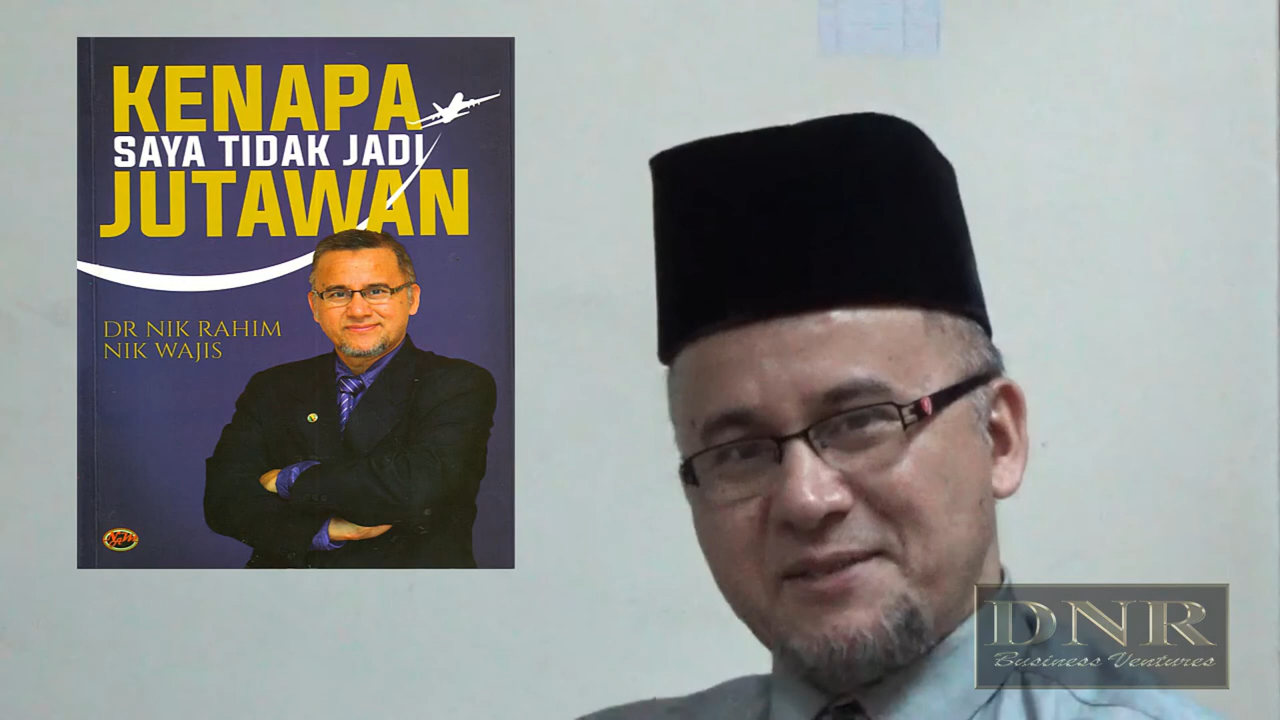 KENAPA
SAYA TIDAK JADI
JUTAWAN
DR NIK RAHIM
NIK WAJIS
DNR
Business Ventures